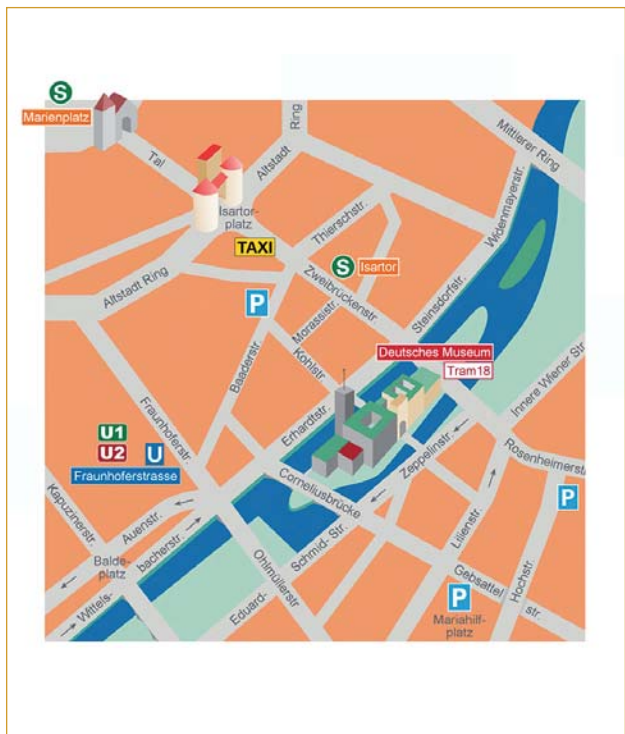 S
Marienplatz
Tal
Ring
Altstadt
Mittlerer Ring
Isartor-
platz
TAXI
Thierschstr.
Widenmayerstr.
S Isartor
Altstadt Ring
P
Zweibrückenstr.
Steinsdorfstr.
Morassistr.
Kohlstr
Baaderstr.
Deutsches Museum
Tram18
Innere Wiener Str.
Fraunhoferstr.
Erhardtstr.
U1
U2
U
Fraunhoferstrasse
Zeppelinstr.
Rosenheimerstr.
Corneliusbrücke
Kapuzinerstr.
Auenstr.
P
Lilienstr.
Balde-
platz
Wittels-
bacherstr.
Ohlmüllerstr
Eduard-
Schmid- Str.
Gebsattel
str.
Hochstr.
P
Mariahilf-
platz